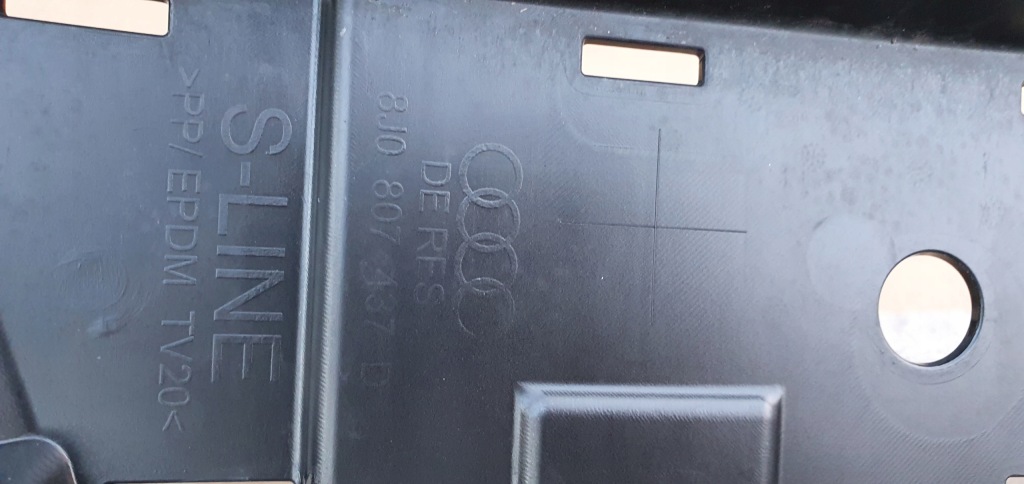 DE RFS
8J0 807 437 D
S-LINE
>PP/EPDM TV20<